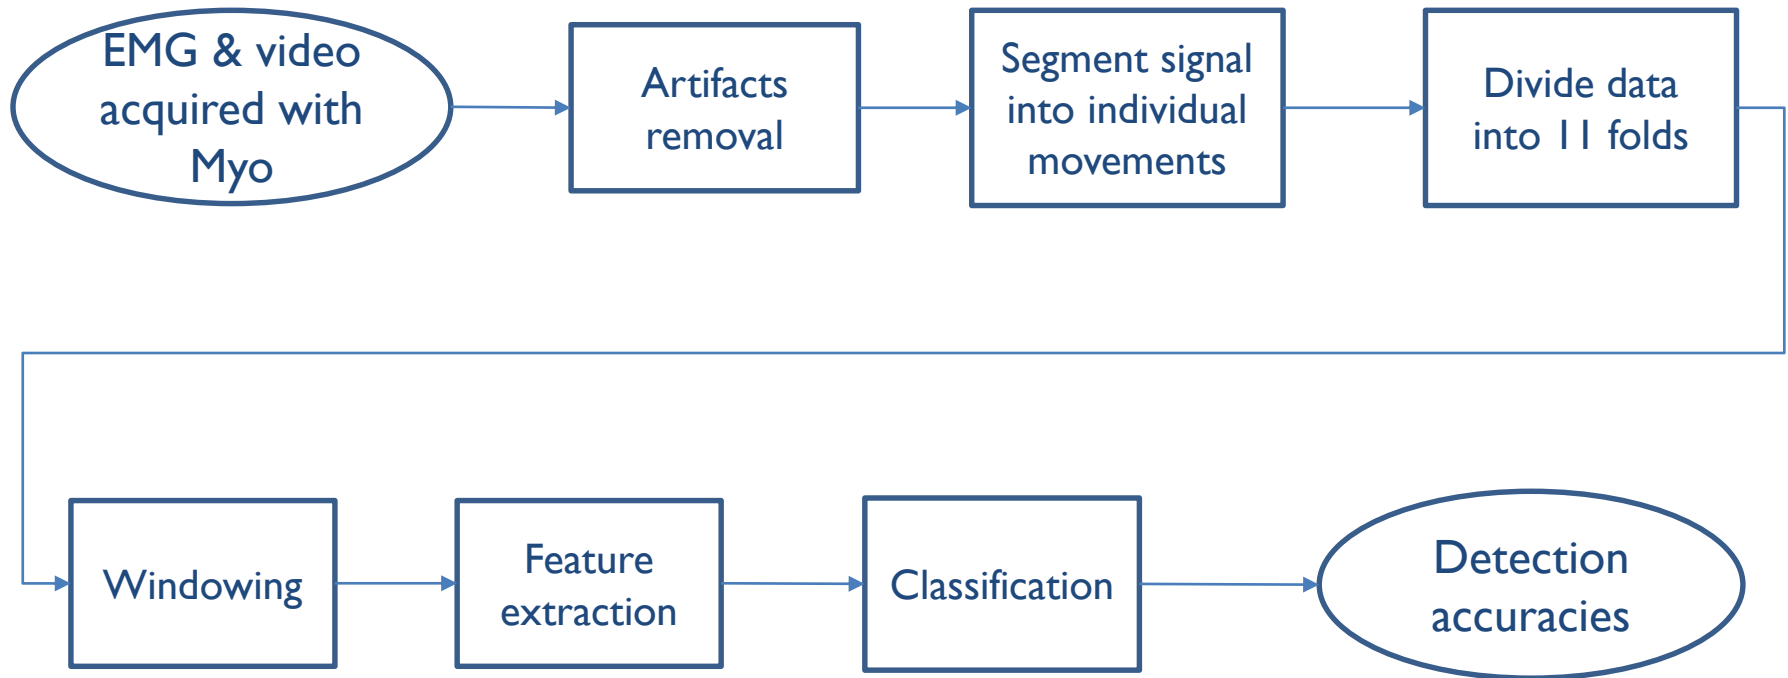 EMG & video
acquired with
Myo
Artifacts
removal
Segment signal
into individual
movements
Divide data
into 11 folds
Windowing
Feature
extraction
Classification
Detection
accuracies